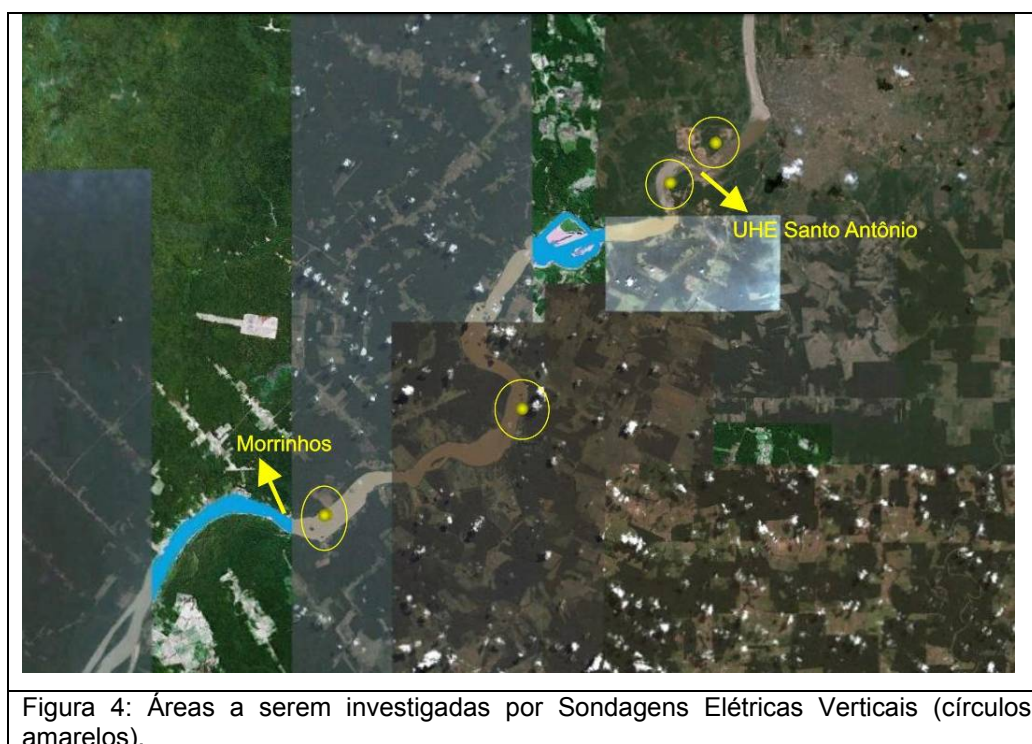 UHE Santo Antônio
Morrinhos
Figura 4: Áreas a serem investigadas por Sondagens Elétricas Verticais (círculos
amarelos).